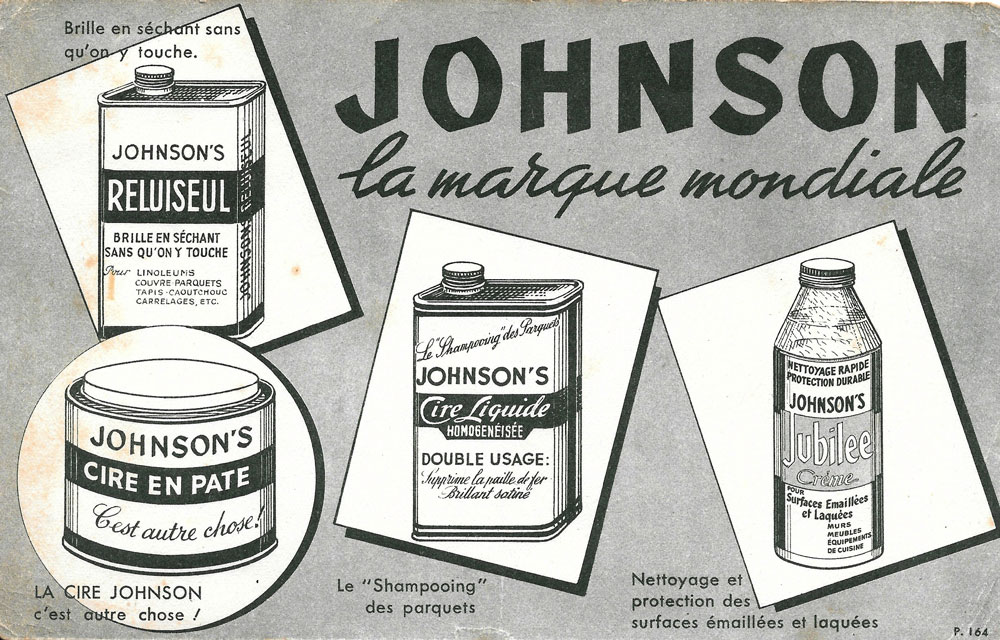 Brille en séchant sans
qu'on y touche.
JOHNSON
la marque mondiale
JOHNSON'S
RELUISEUL
BRILLE EN SÉCHANT
SANS QU'ON Y TOUCHE
Pour LINOLEUMS
COUVRE PARQUETS
TAPIS-CAOUTCHOUC
CARRELAGES, ETC.
JOHNSON'S RELUISEUL
JOHNSON'S
CIRE EN PATE
C'est autre chose!
LA CIRE JOHNSON
c'est autre chose !
Le "Shampooing" des Parquets
JOHNSON'S
Cire Liquide
HOMOGENÉISÉE
DOUBLE USAGE:
Supprime la paille de fer
Brillant satiné
Le "Shampooing"
des parquets
NETTOYAGE RAPIDE
PROTECTION DURABLE
JOHNSON'S
Jubilee
Crème
POUR
Surfaces Emaillées
et Laquées
MURS
MEUBLES
ÉQUIPEMENTS
DE CUISINE
Nettoyage et
protection des
surfaces émaillées et laquées
P. 164